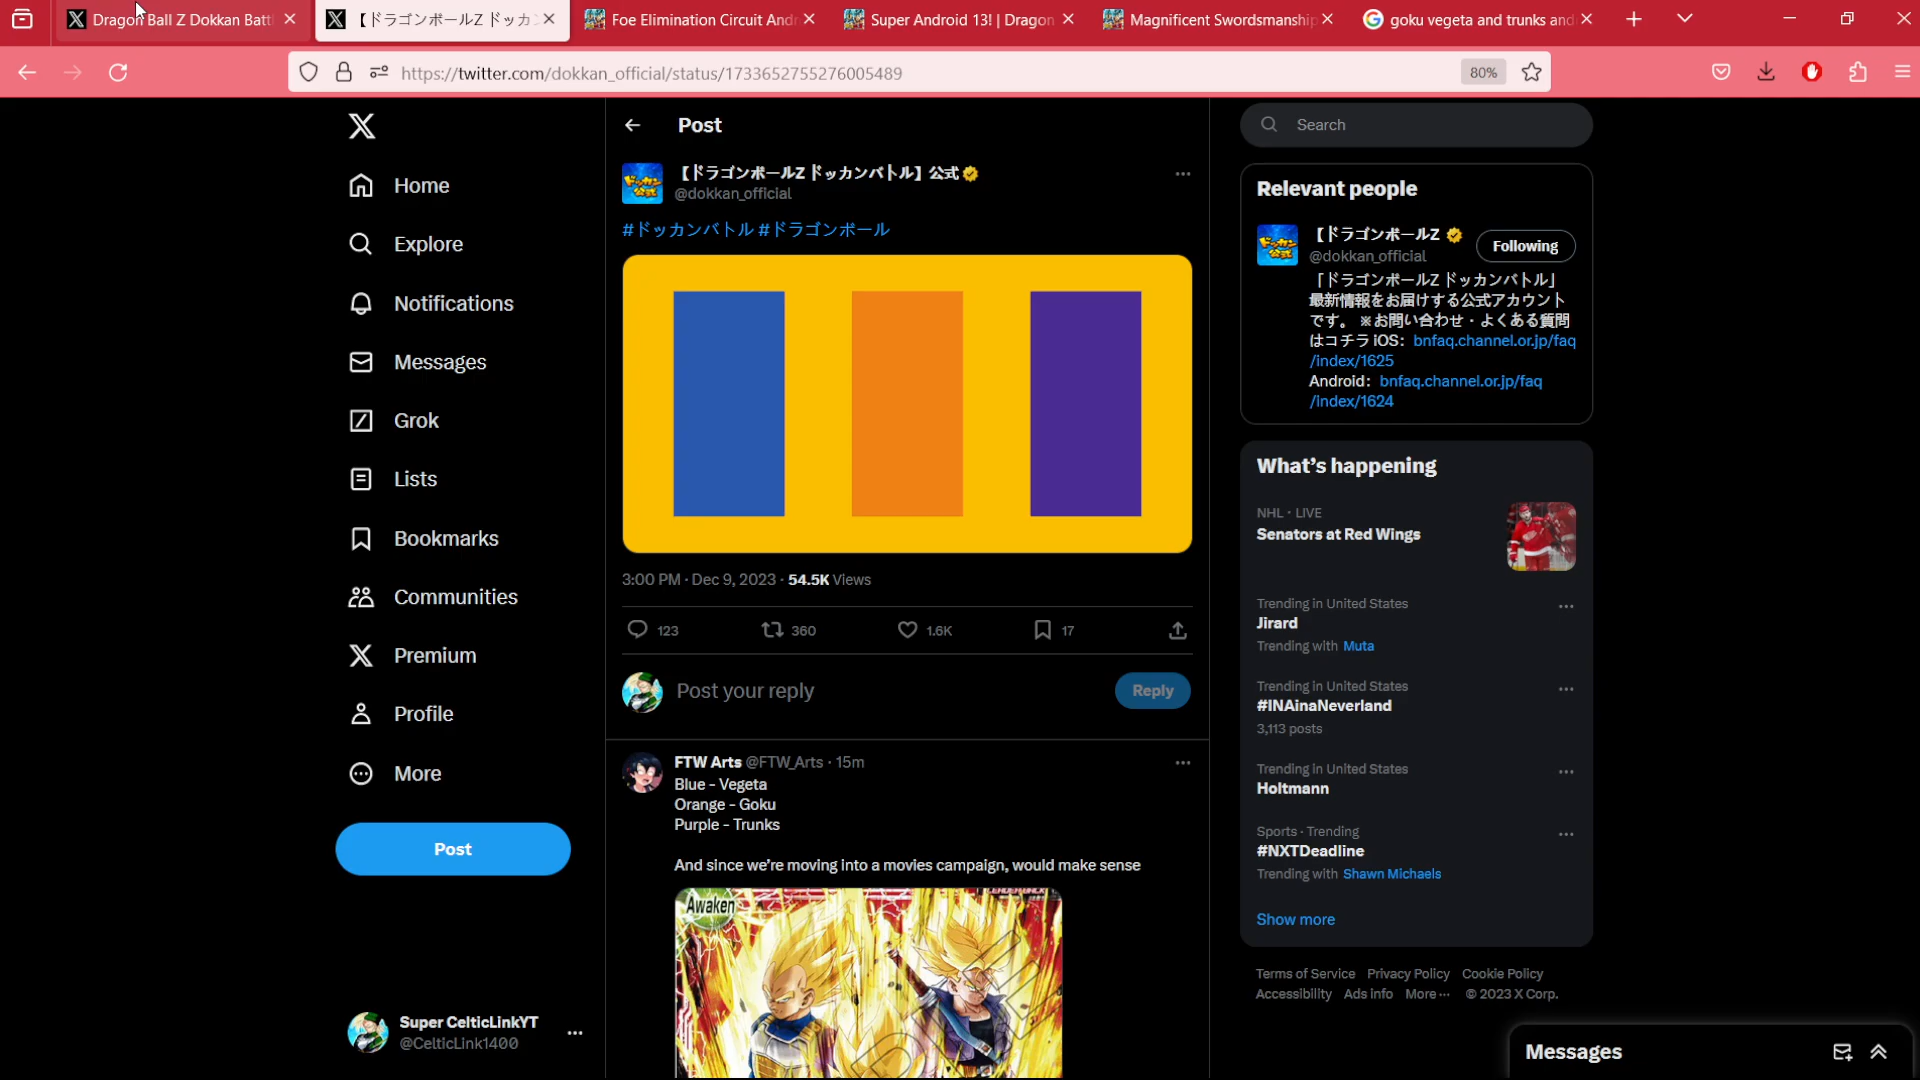 Dragon Ball Z Dokkan Battl
【ドラゴンボールZ ドッカン
Foe Elimination Circuit Andr
Super Android 13! | Dragon
Magnificent Swordsmanship
goku vegeta and trunks and
https://twitter.com/dokkan_official/status/1733652755276005489
80%
Home
Explore
Notifications
Messages
Grok
Lists
Bookmarks
Communities
Premium
Profile
More
Post
Super CelticLinkYT
@CelticLink1400
Post
【ドラゴンボールZ ドッカンバトル】公式
@dokkan_official
#ドッカンバトル #ドラゴンボール
3:00 PM · Dec 9, 2023 · 54.5K Views
123
360
1.6K
17
Post your reply
Reply
FTW Arts @FTW_Arts · 15m
Blue - Vegeta
Orange - Goku
Purple - Trunks
And since we're moving into a movies campaign, would make sense
Awaken
Search
Relevant people
【ドラゴンボールZ
@dokkan_official
Following
「ドラゴンボールZ ドッカンバトル」
最新情報をお届けする公式アカウント
です。 ※お問い合わせ・よくある質問
はコチラ iOS: bnfaq.channel.or.jp/faq
/index/1625
Android: bnfaq.channel.or.jp/faq
/index/1624
What's happening
NHL · LIVE
Senators at Red Wings
Trending in United States
Jirard
Trending with Muta
Trending in United States
#INAinaNeverland
3,113 posts
Trending in United States
Holtmann
Sports · Trending
#NXTDeadline
Trending with Shawn Michaels
Show more
Terms of Service Privacy Policy Cookie Policy
Accessibility Ads info More ··· © 2023 X Corp.
Messages